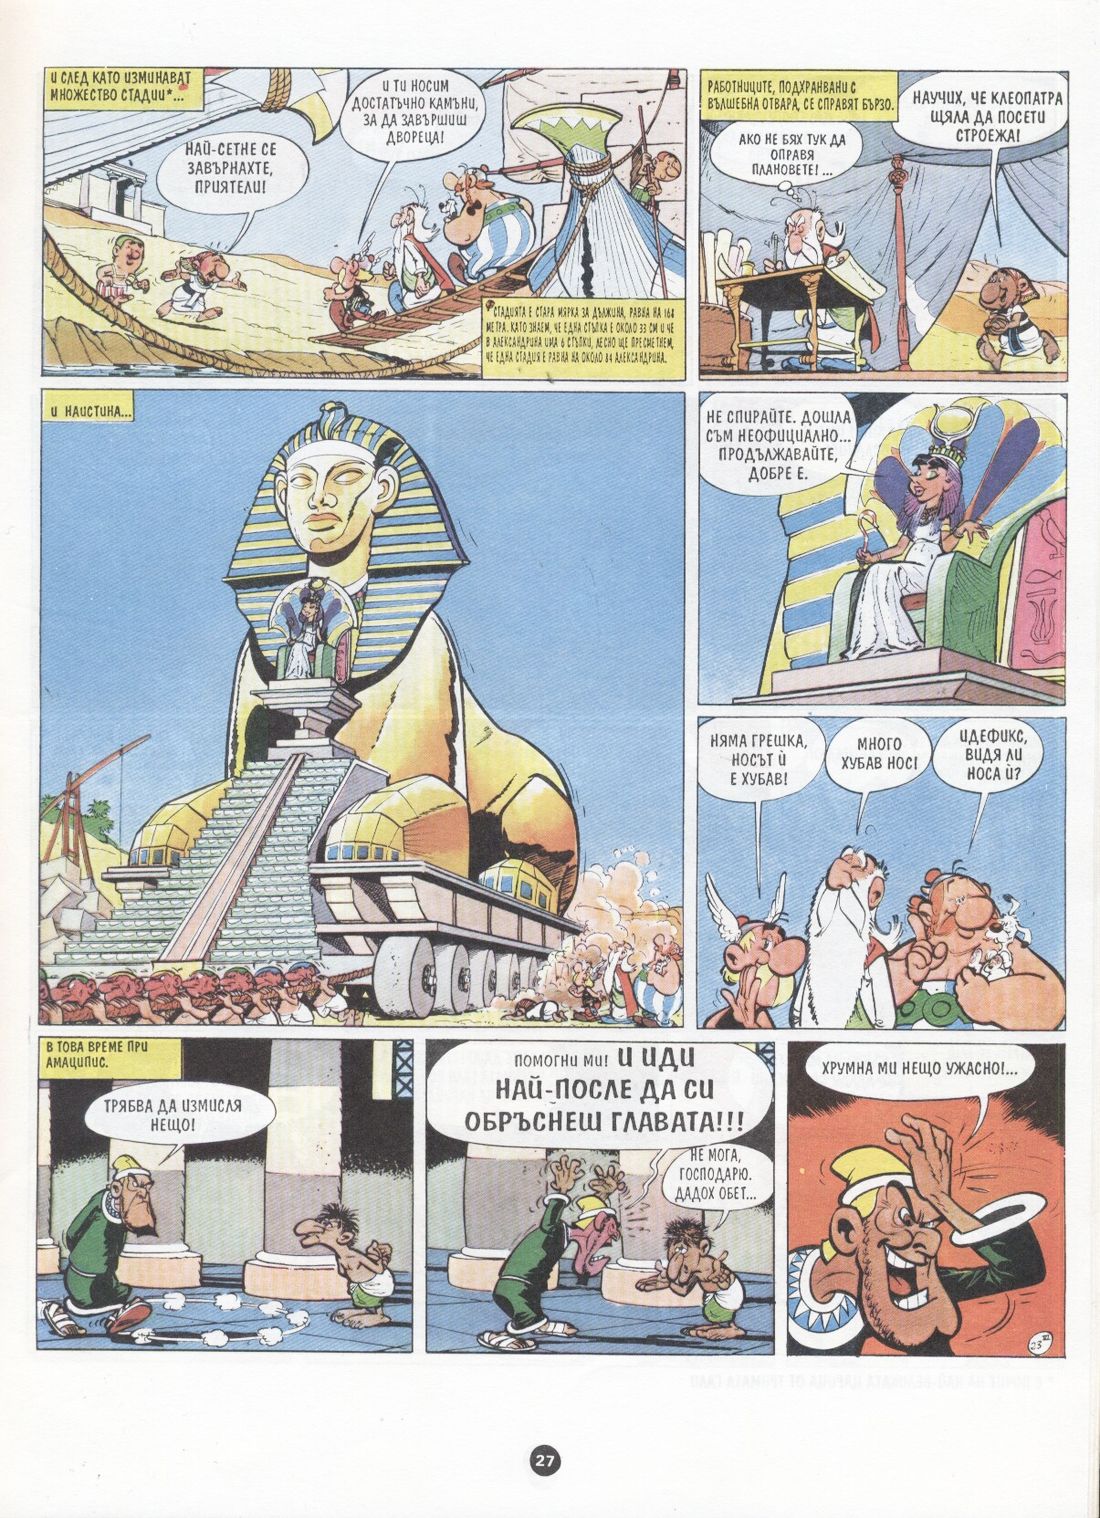 И СЛЕД КАТО ИЗМИНАВАТ
МНОЖЕСТВО СТАДИИ*...
НАЙ-СЕТНЕ СЕ
ЗАВЪРНАХТЕ,
ПРИЯТЕЛИ!
И ТИ НОСИМ
ДОСТАТЪЧНО КАМЪНИ,
ЗА ДА ЗАВЪРШИШ
ДВОРЕЦА!
*СТАДИЯТА Е СТАРА МЯРКА ЗА ДЪЛЖИНА, РАВНА НА 164
МЕТРА. КАТО ЗНАЕМ, ЧЕ ЕДНА СТЪПКА Е ОКОЛО 33 СМ И ЧЕ
В АЛЕКСАНДРИНА ИМА 6 СТЪПКИ, ЛЕСНО ЩЕ ПРЕСМЕТНЕМ,
ЧЕ ЕДНА СТАДИЯ Е РАВНА НА ОКОЛО 84 АЛЕКСАНДРИНА.
РАБОТНИЦИТЕ, ПОДХРАНВАНИ С
ВЪЛШЕБНА ОТВАРА, СЕ СПРАВЯТ БЪРЗО.
АКО НЕ БЯХ ТУК ДА
ОПРАВЯ
ПЛАНОВЕТЕ! ...
НАУЧИХ, ЧЕ КЛЕОПАТРА
ЩЯЛА ДА ПОСЕТИ
СТРОЕЖА!
И НАИСТИНА...
НЕ СПИРАЙТЕ. ДОШЛА
СЪМ НЕОФИЦИАЛНО...
ПРОДЪЛЖАВАЙТЕ,
ДОБРЕ Е.
НЯМА ГРЕШКА,
НОСЪТ Ѝ
Е ХУБАВ!
МНОГО
ХУБАВ НОС!
ИДЕФИКС,
ВИДЯ ЛИ
НОСА Ѝ?
В ТОВА ВРЕМЕ ПРИ
АМАЦИПИС.
ТРЯБВА ДА ИЗМИСЛЯ
НЕЩО!
ПОМОГНИ МИ! И ИДИ
НАЙ-ПОСЛЕ ДА СИ
ОБРЪСНЕШ ГЛАВАТА!!!
НЕ МОГА,
ГОСПОДАРЮ.
ДАДОХ ОБЕТ...
ХРУМНА МИ НЕЩО УЖАСНО!...
23 VI
27